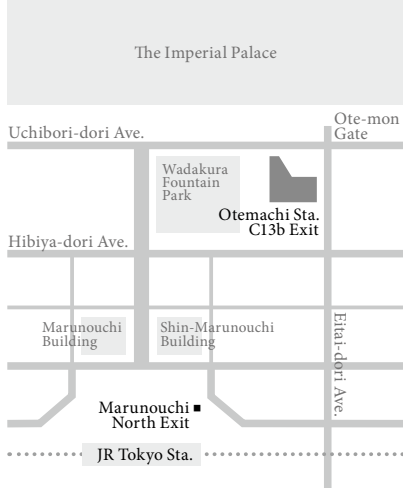 The Imperial Palace
Ote-mon
Gate
Uchibori-dori Ave.
Wadakura
Fountain
Park
Otemachi Sta.
C13b Exit
Hibiya-dori Ave.
Marunouchi
Building
Shin-Marunouchi
Building
Eitai-dori Ave.
Marunouchi
North Exit
JR Tokyo Sta.